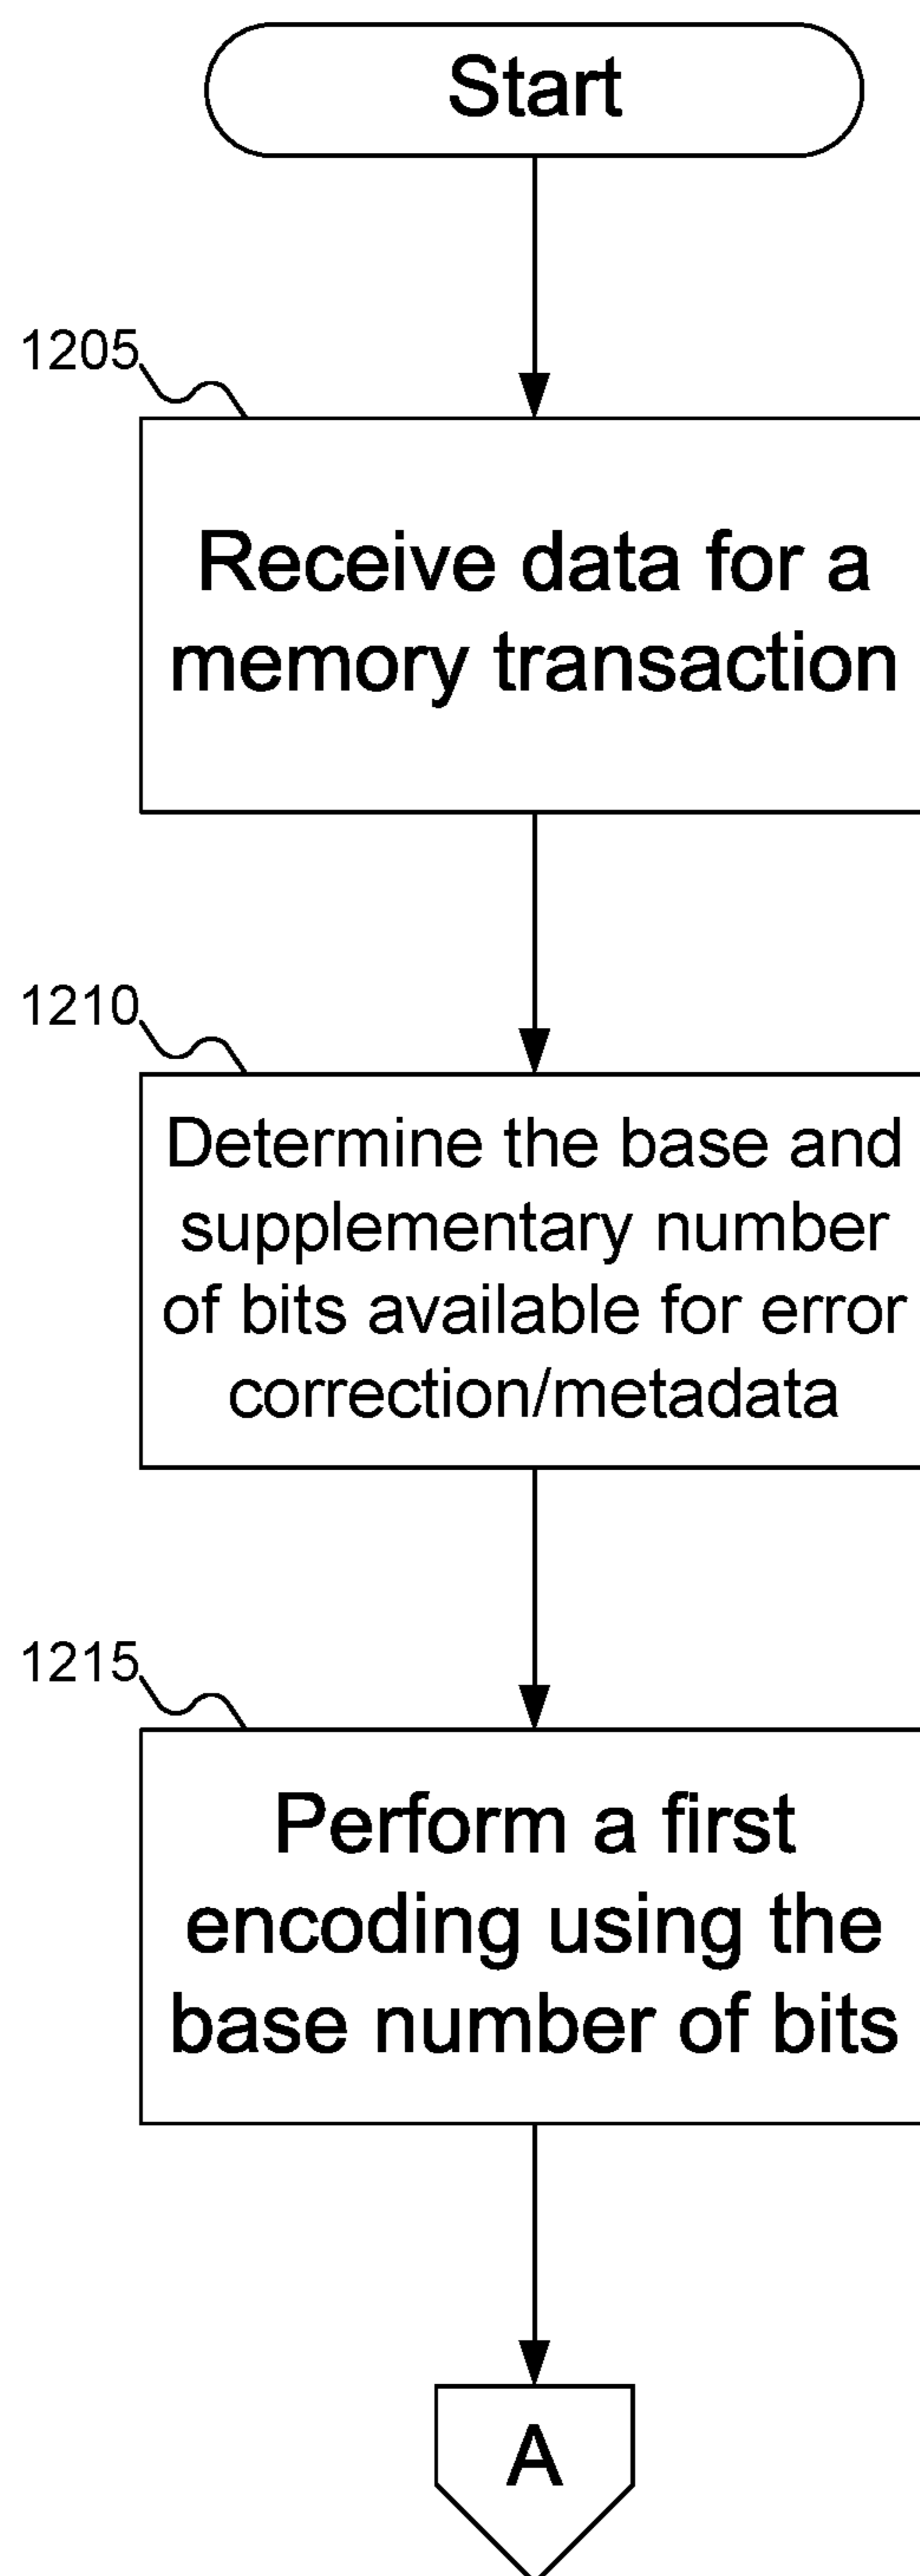 Start
1205
Receive data for a
memory transaction
1210
Determine the base and
supplementary number
of bits available for error
correction/metadata
1215
Perform a first
encoding using the
base number of bits
A